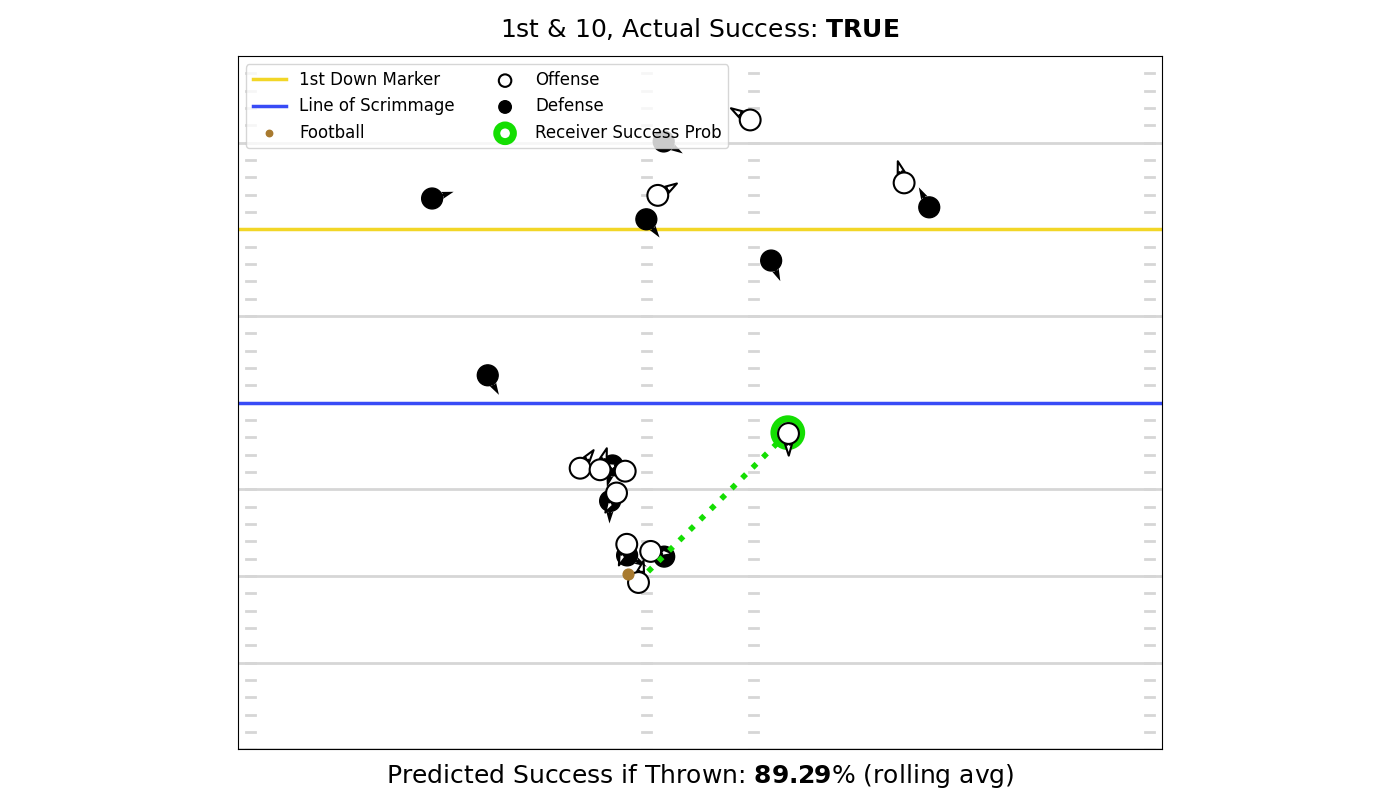 1st & 10, Actual Success: TRUE
1st Down Marker
Line of Scrimmage
Football
Offense
Defense
Receiver Success Prob
Predicted Success if Thrown: 89.29% (rolling avg)